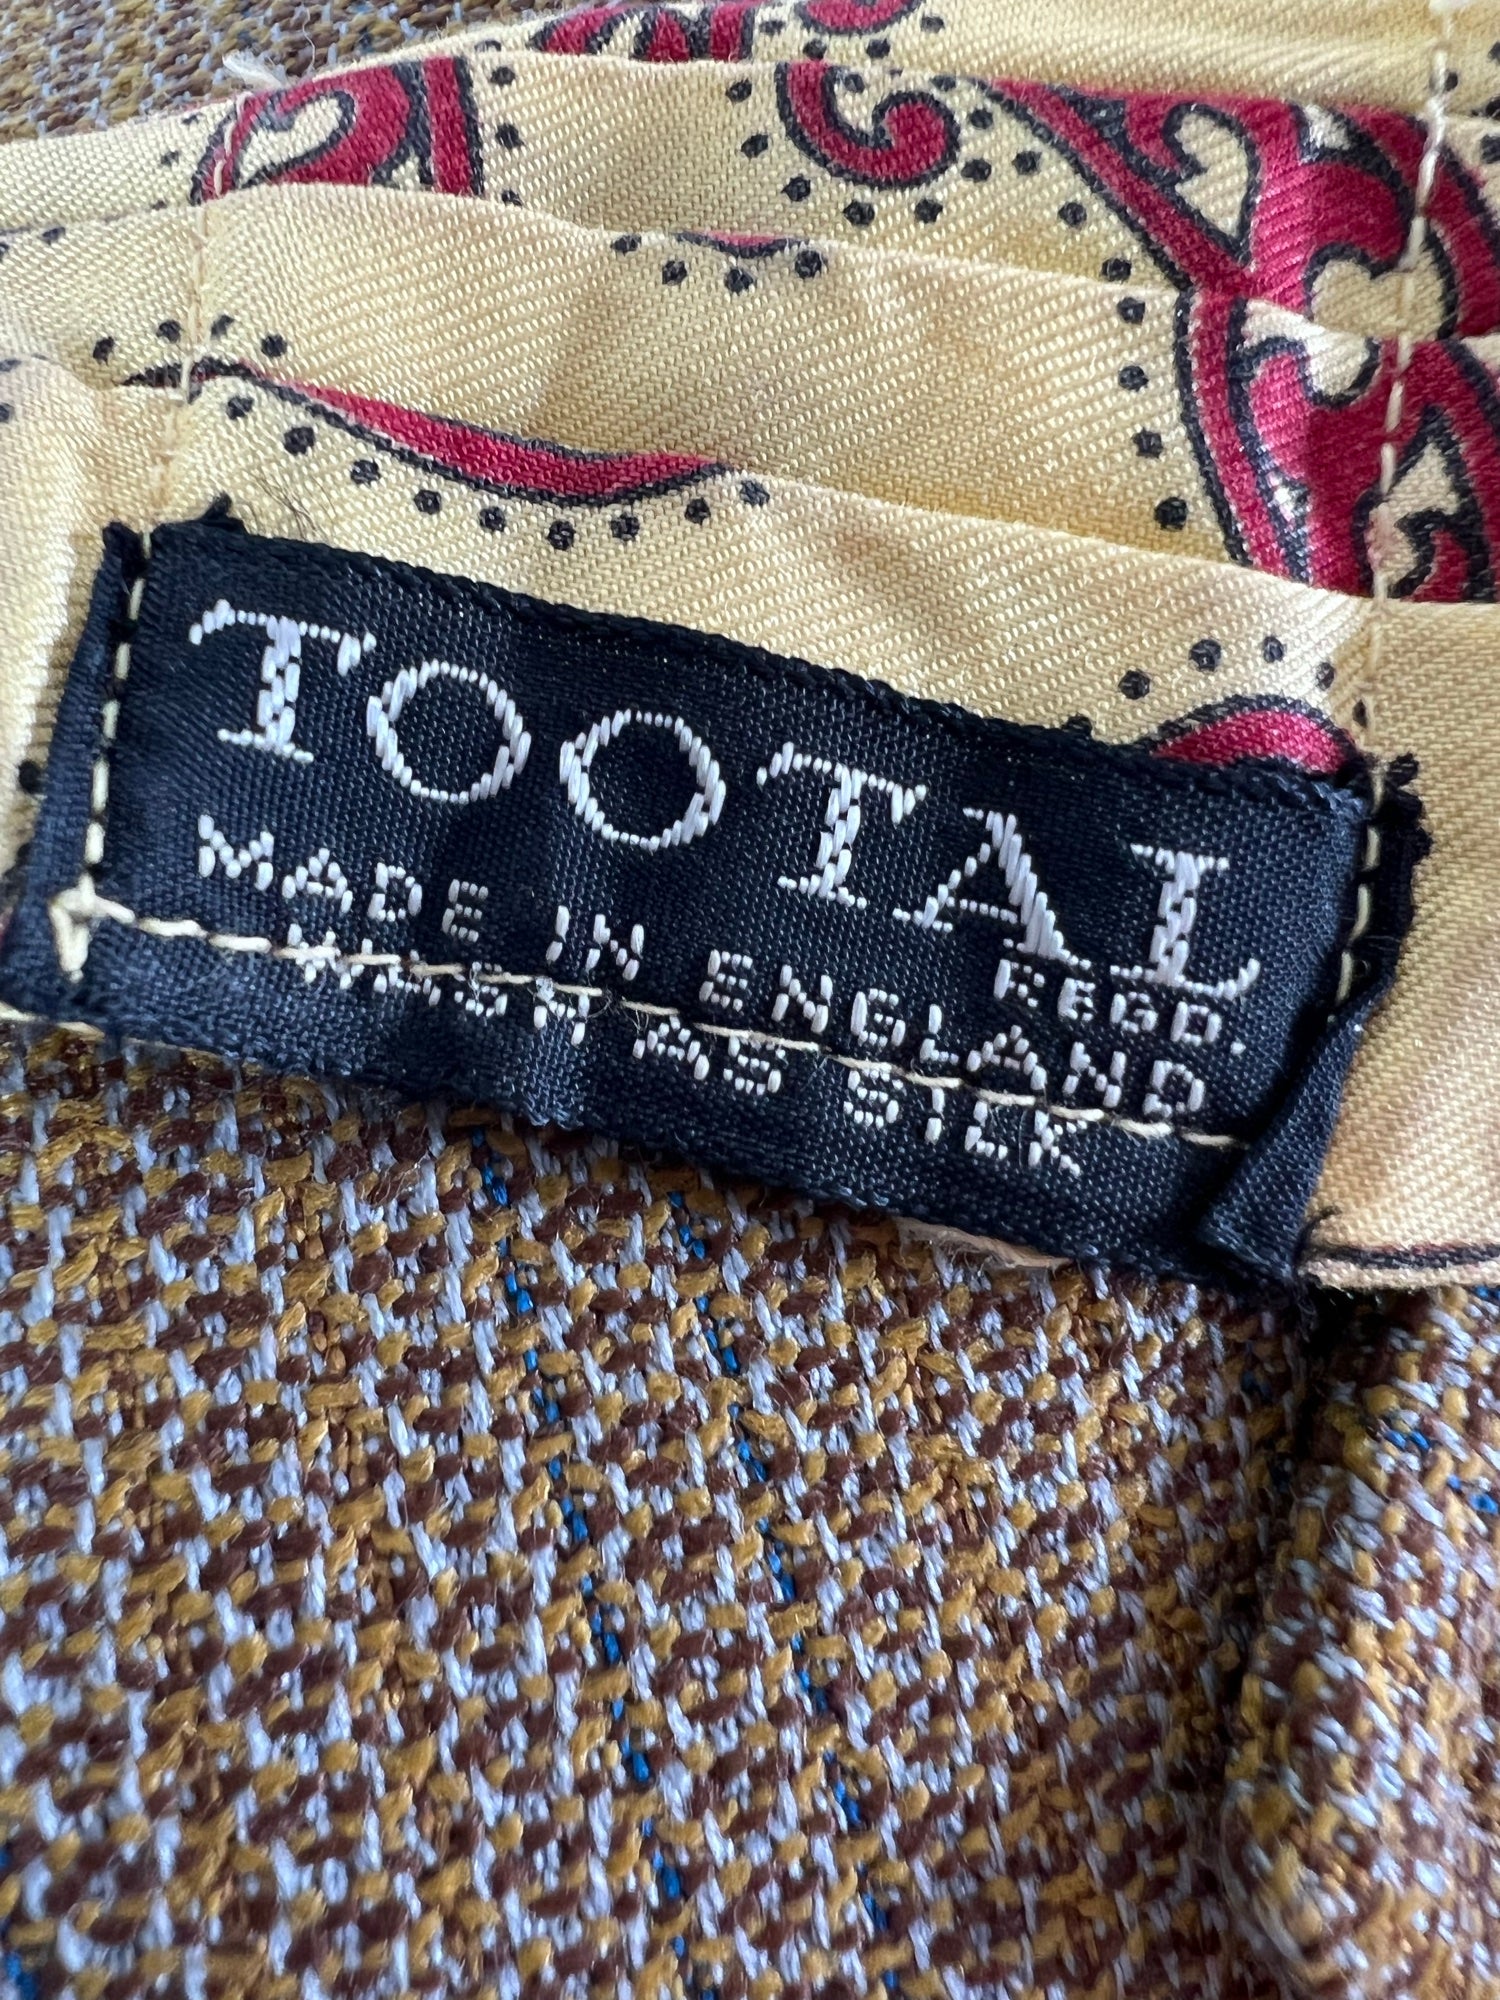 TOOTAL
REGD.
MADE IN ENGLAND
WASH AS SILK